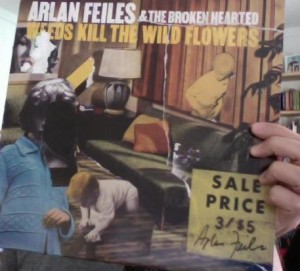 ARLAN FEILES & THE BROKEN HEARTED
WEEDS KILL THE WILD FLOWERS
SALE
PRICE
3/$5
Arlan Feiles